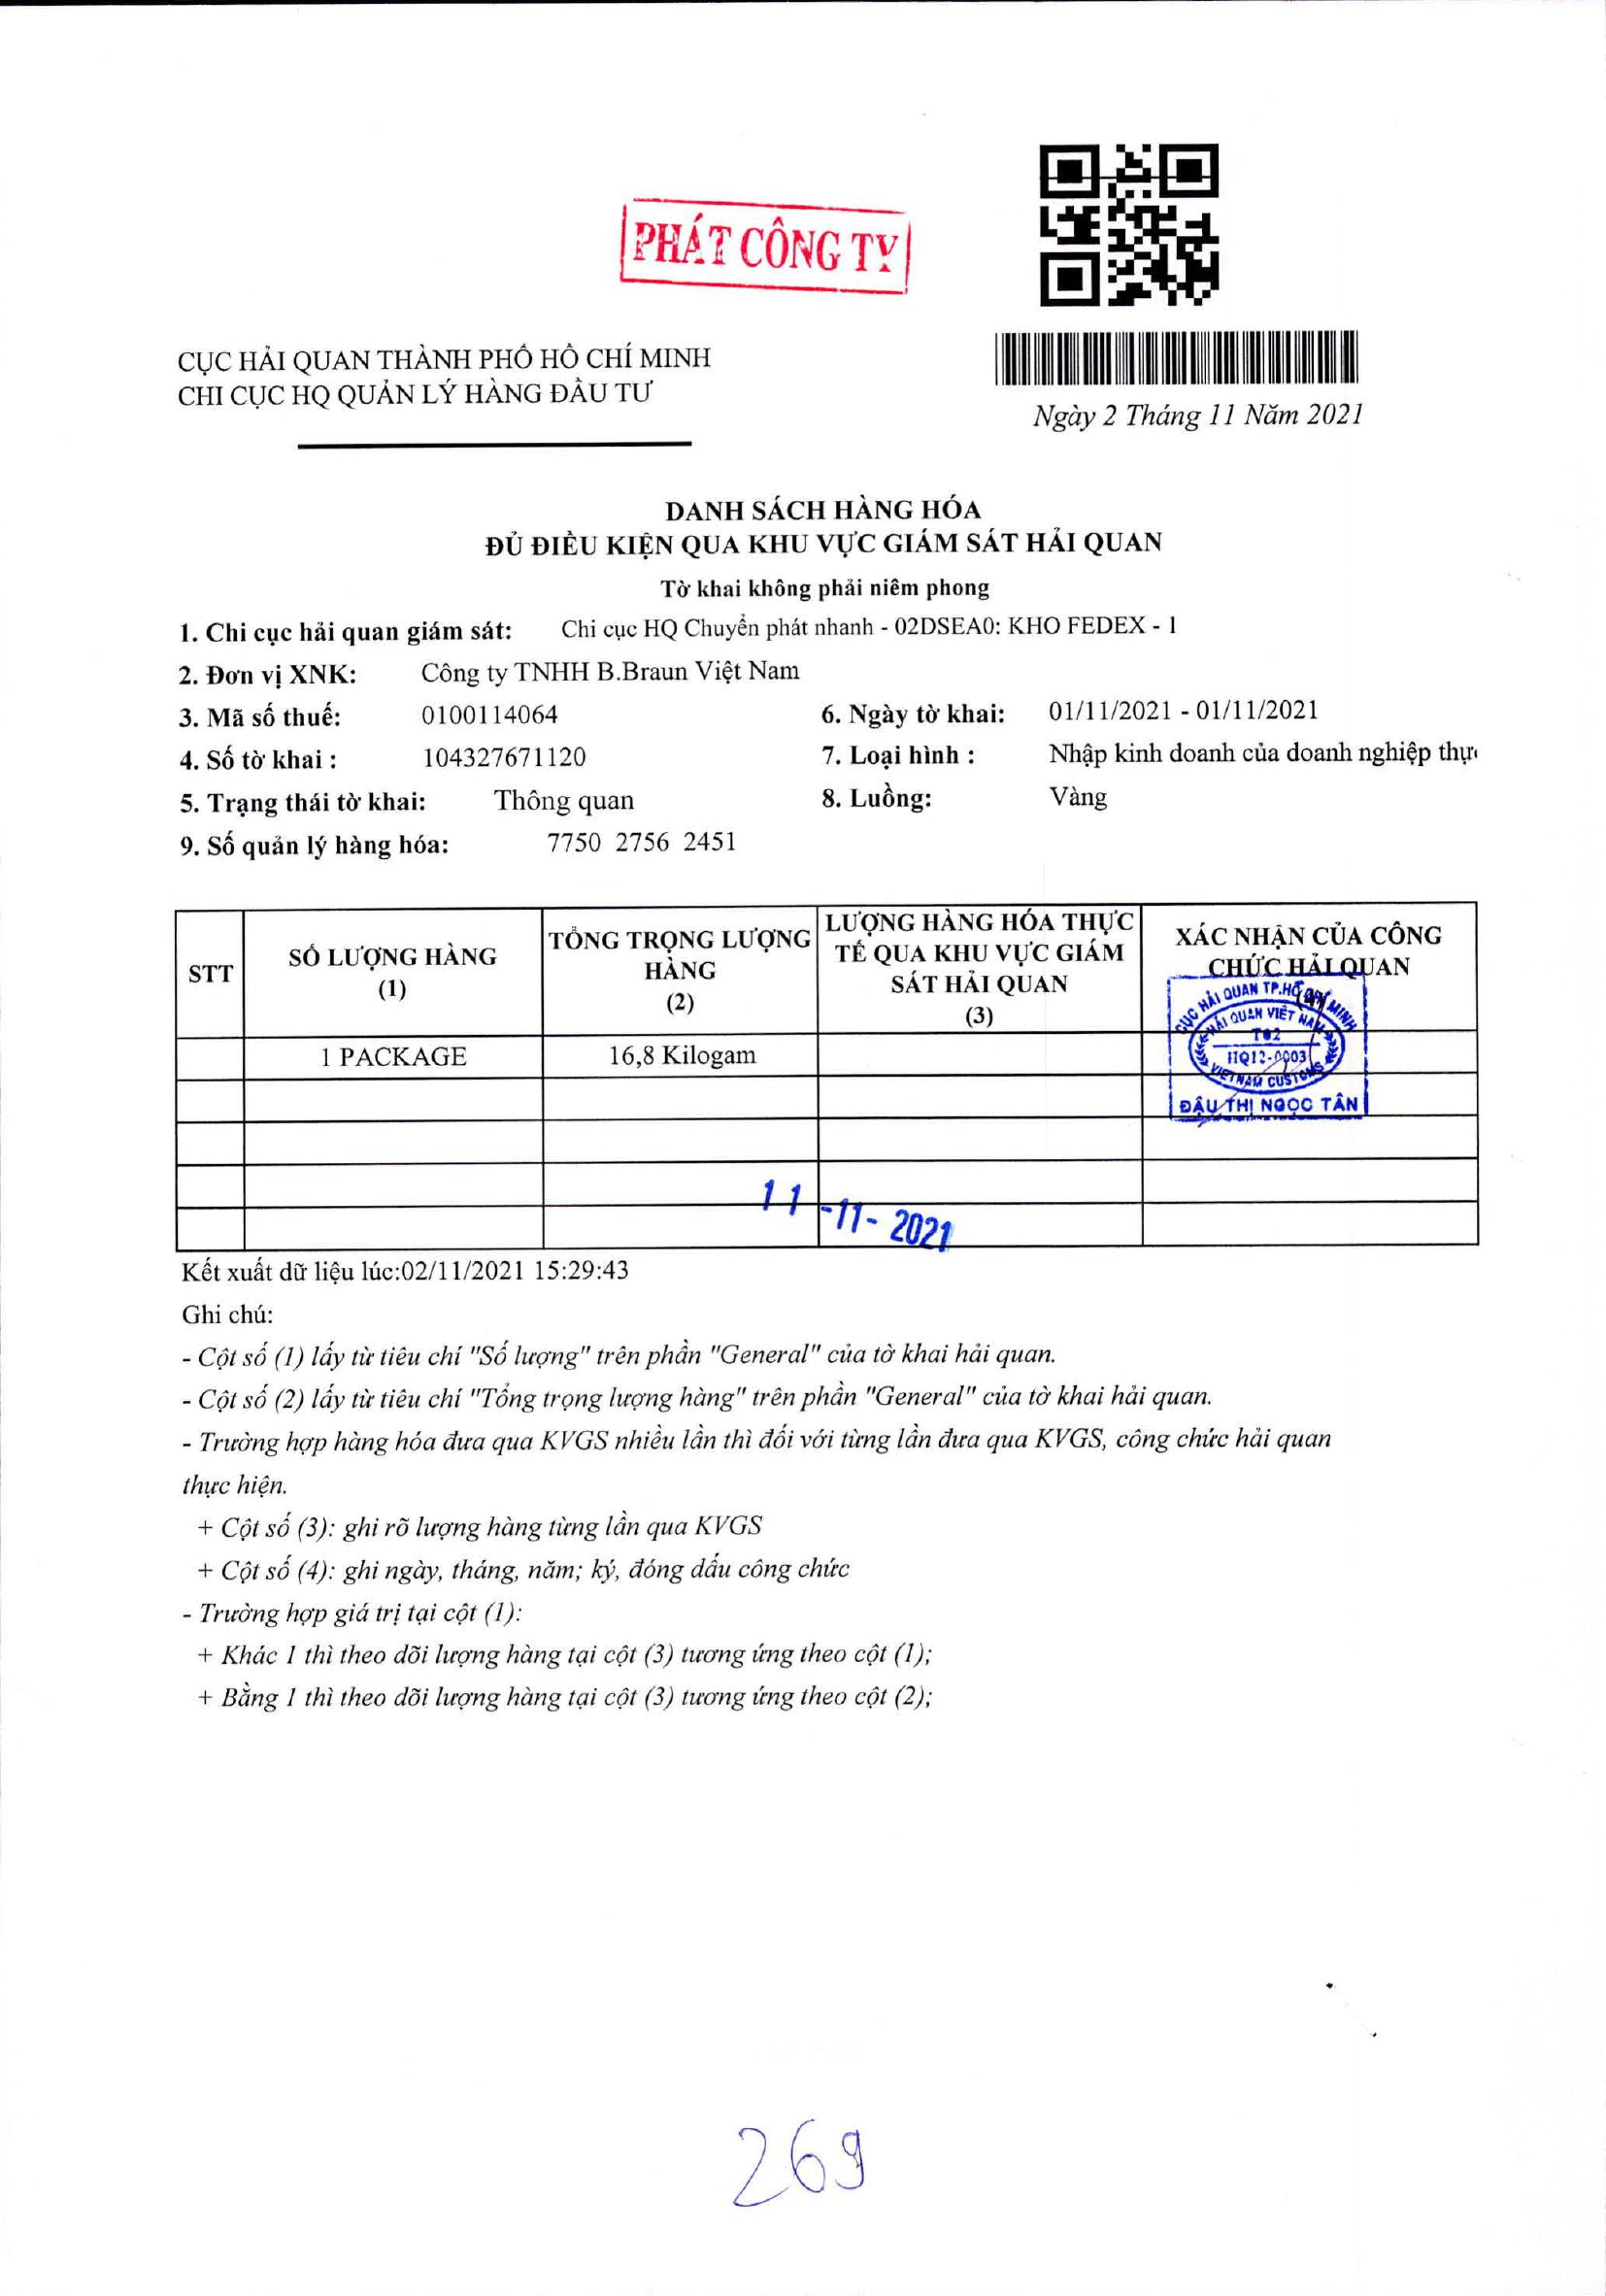 PHÁT CÔNG TY
CỤC HẢI QUAN THÀNH PHỐ HỒ CHÍ MINH
CHI CỤC HQ QUẢN LÝ HÀNG ĐẦU TƯ
Ngày 2 Tháng 11 Năm 2021
DANH SÁCH HÀNG HÓA
ĐỦ ĐIỀU KIỆN QUA KHU VỰC GIÁM SÁT HẢI QUAN
Tờ khai không phải niêm phong
1. Chi cục hải quan giám sát: Chi cục HQ Chuyển phát nhanh - 02DSEA0: KHO FEDEX - 1
2. Đơn vị XNK: Công ty TNHH B.Braun Việt Nam
3. Mã số thuế: 0100114064 6. Ngày tờ khai: 01/11/2021 - 01/11/2021
4. Số tờ khai : 104327671120 7. Loại hình : Nhập kinh doanh của doanh nghiệp thự
5. Trạng thái tờ khai: Thông quan 8. Luồng: Vàng
9. Số quản lý hàng hóa: 7750 2756 2451
STT
SỐ LƯỢNG HÀNG
(1)
TỔNG TRỌNG LƯỢNG
HÀNG
(2)
LƯỢNG HÀNG HÓA THỰC
TẾ QUA KHU VỰC GIÁM
SÁT HẢI QUAN
(3)
XÁC NHẬN CỦA CÔNG
CHỨC HẢI QUAN
(4)
1 PACKAGE 16,8 Kilogam
CỤC HẢI QUAN TP.HỒ CHÍ MINH
HẢI QUAN VIỆT NAM
T02
HQ12-0003
VIETNAM CUSTOMS
ĐẬU THỊ NGỌC TÂN
11 -11- 2021
Kết xuất dữ liệu lúc:02/11/2021 15:29:43
Ghi chú:
- Cột số (1) lấy từ tiêu chí "Số lượng" trên phần "General" của tờ khai hải quan.
- Cột số (2) lấy từ tiêu chí "Tổng trọng lượng hàng" trên phần "General" của tờ khai hải quan.
- Trường hợp hàng hóa đưa qua KVGS nhiều lần thì đối với từng lần đưa qua KVGS, công chức hải quan
thực hiện.
+ Cột số (3): ghi rõ lượng hàng từng lần qua KVGS
+ Cột số (4): ghi ngày, tháng, năm; ký, đóng dấu công chức
- Trường hợp giá trị tại cột (1):
+ Khác 1 thì theo dõi lượng hàng tại cột (3) tương ứng theo cột (1);
+ Bằng 1 thì theo dõi lượng hàng tại cột (3) tương ứng theo cột (2);
269